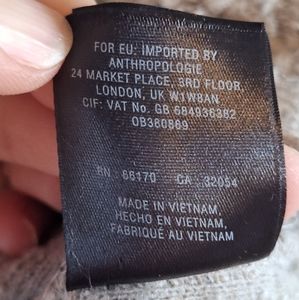 FOR EU: IMPORTED BY
ANTHROPOLOGIE
24 MARKET PLACE, 3RD FLOOR,
LONDON, UK W1W8AN
CIF: VAT No. GB 684936382
OB380869
RN : 66170 CA : 32054
MADE IN VIETNAM,
HECHO EN VIETNAM,
FABRIQUÉ AU VIETNAM